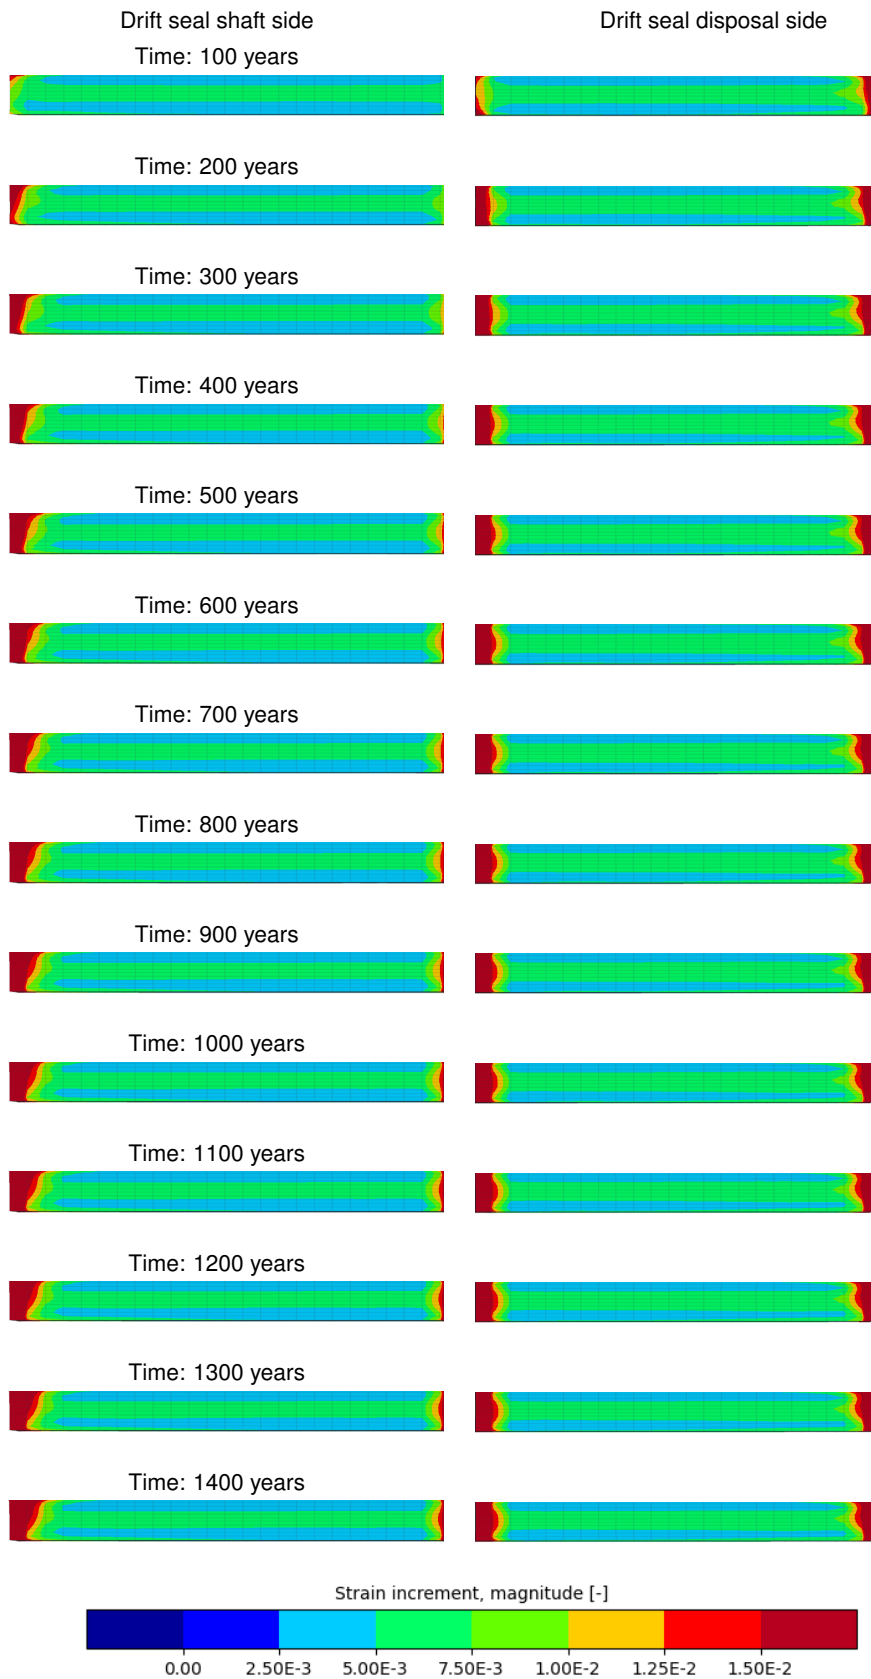 Drift seal shaft side
Drift seal disposal side
Time: 100 years
Time: 200 years
Time: 300 years
Time: 400 years
Time: 500 years
Time: 600 years
Time: 700 years
Time: 800 years
Time: 900 years
Time: 1000 years
Time: 1100 years
Time: 1200 years
Time: 1300 years
Time: 1400 years
Strain increment, magnitude [-]
0.00 2.50E-3 5.00E-3 7.50E-3 1.00E-2 1.25E-2 1.50E-2